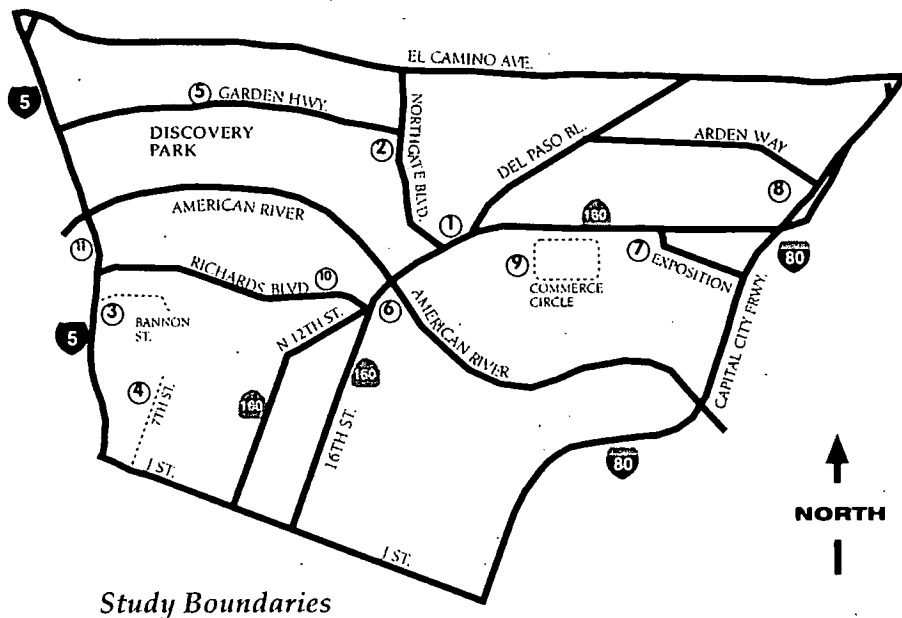 EL CAMINO AVE.
5
⑤ GARDEN HWY.
NORTHGATE BLVD.
DEL PASO BL.
ARDEN WAY
DISCOVERY
PARK
②
⑧
AMERICAN RIVER
①
160
⑪
RICHARDS BLVD.
⑩
⑨
COMMERCE
CIRCLE
⑦
EXPOSITION
80
③
BANNON
ST.
5
N 12TH ST.
⑥
AMERICAN RIVER
CAPITAL CITY FRWY.
④
7TH ST.
160
160
16TH ST.
J ST.
80
NORTH
J ST.
Study Boundaries